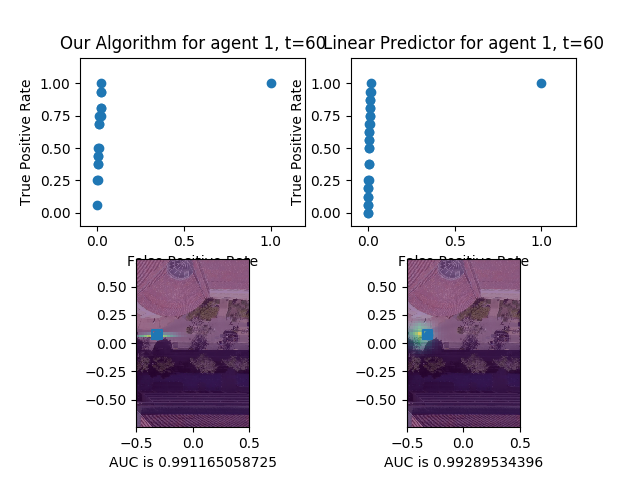 Our Algorithm for agent 1, t=60
Linear Predictor for agent 1, t=60
True Positive Rate
1.00
0.75
0.50
0.25
0.00
0.0 0.5 1.0
False Positive Rate
True Positive Rate
1.00
0.75
0.50
0.25
0.00
0.0 0.5 1.0
False Positive Rate
0.50
0.25
0.00
−0.25
−0.50
−0.5 0.0 0.5
AUC is 0.991165058725
0.50
0.25
0.00
−0.25
−0.50
−0.5 0.0 0.5
AUC is 0.99289534396